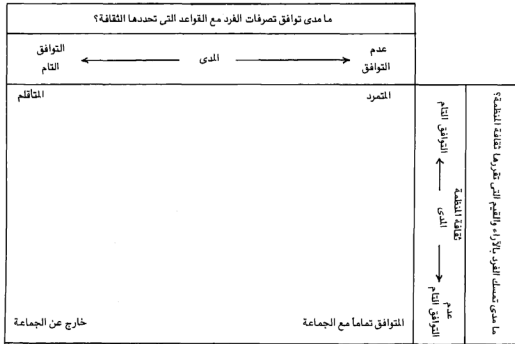 ما مدى توافق تصرفات الفرد مع القواعد التى تحددها الثقافة؟
عدم
التوافق
المدى
التوافق
التام
ما مدى تمسك الفرد بالآراء والقيم التى تقررها ثقافة المنظمة؟
ثقافة المنظمة
التوافق التام
المدى
عدم
التوافق التام
المتمرد
المتأقلم
المتوافق تماماً مع الجماعة
خارج عن الجماعة